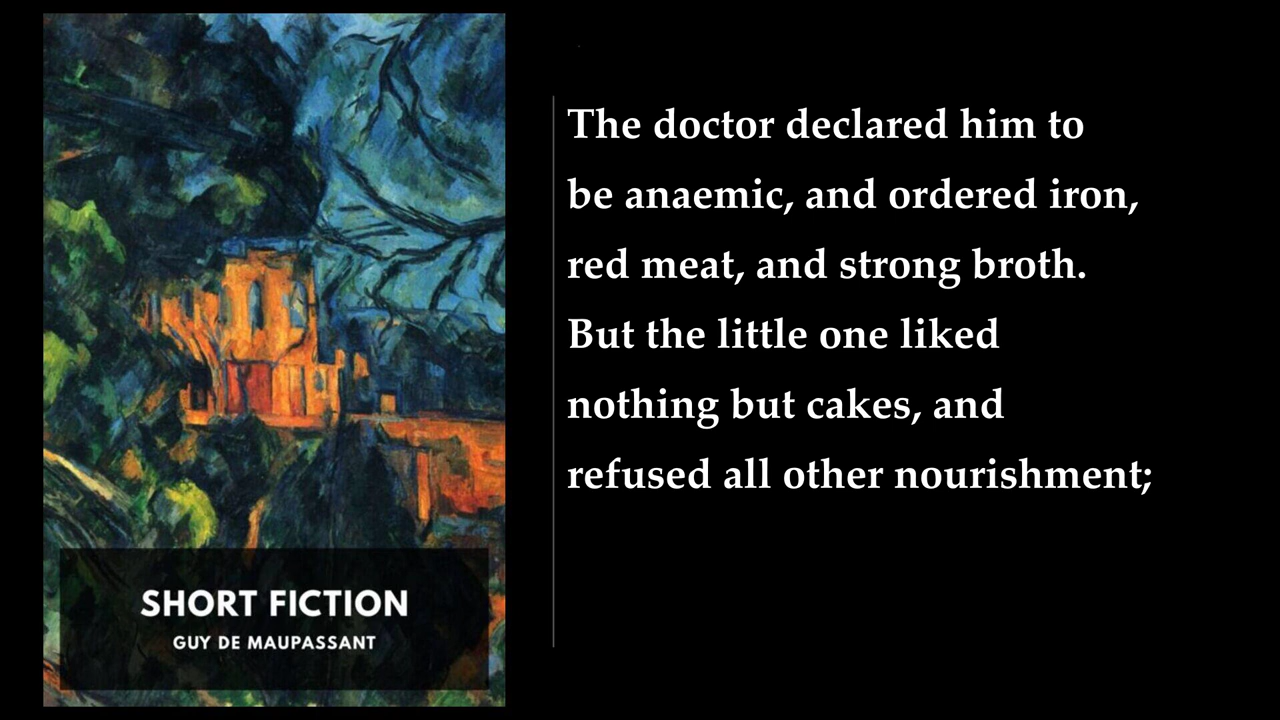 SHORT FICTION
GUY DE MAUPASSANT
The doctor declared him to
be anaemic, and ordered iron,
red meat, and strong broth.
But the little one liked
nothing but cakes, and
refused all other nourishment;